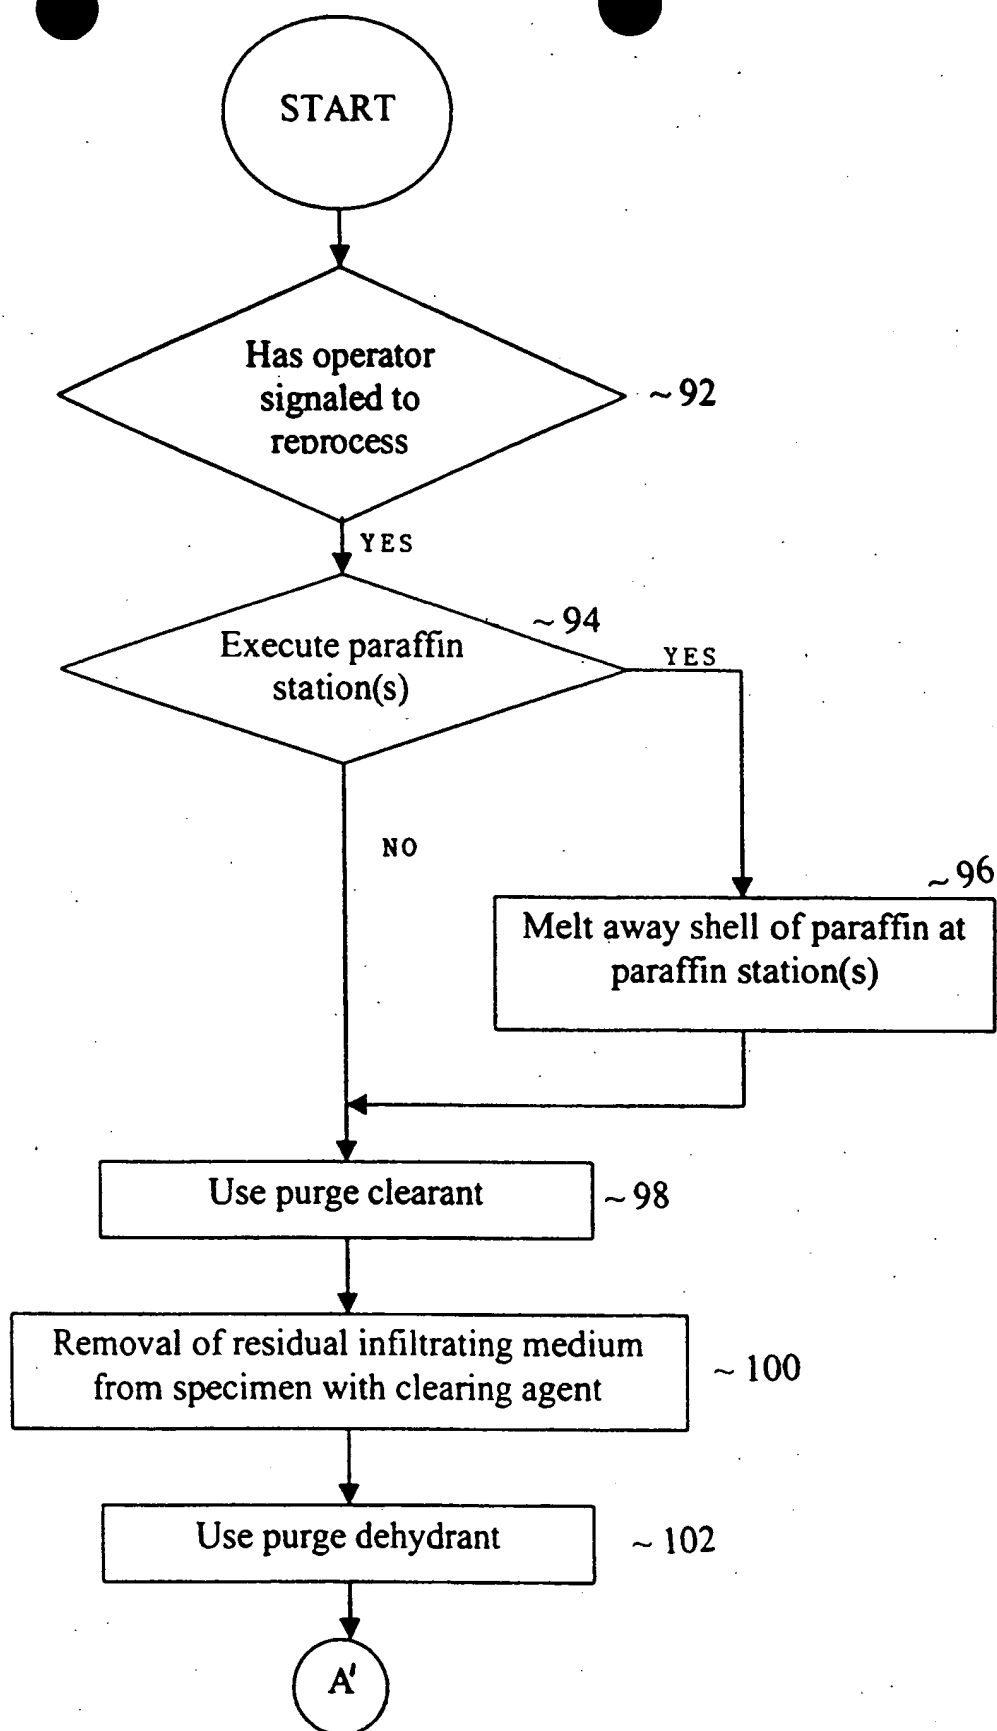 START
Has operator
signaled to
reprocess
~92
YES
~94
Execute paraffin
station(s)
YES
NO
~96
Melt away shell of paraffin at
paraffin station(s)
Use purge clearant
~98
Removal of residual infiltrating medium
from specimen with clearing agent
~100
Use purge dehydrant
~102
A'